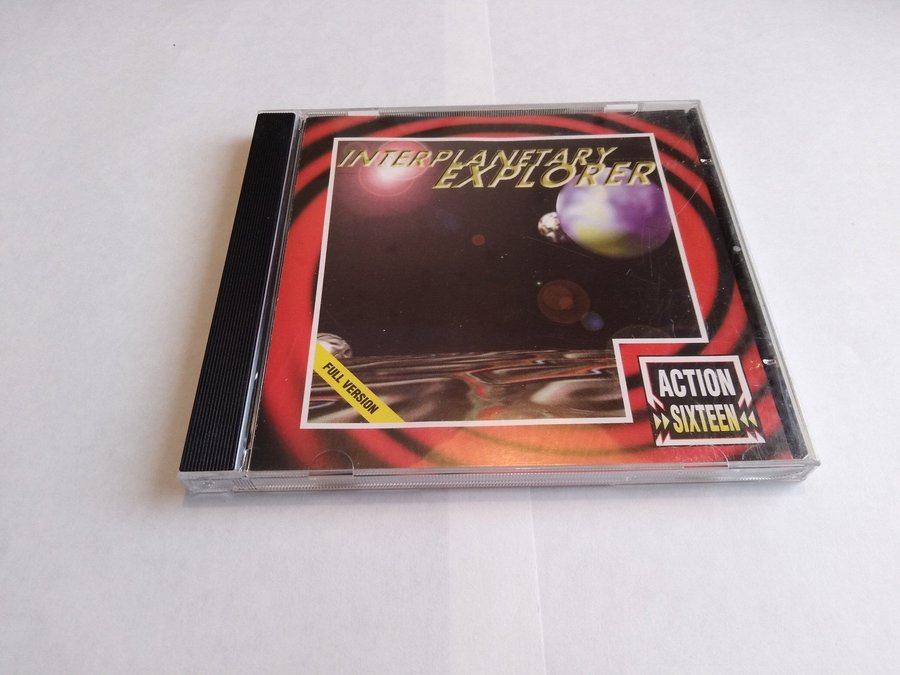 INTERPLANETARY
EXPLORER
FULL VERSION
ACTION
SIXTEEN